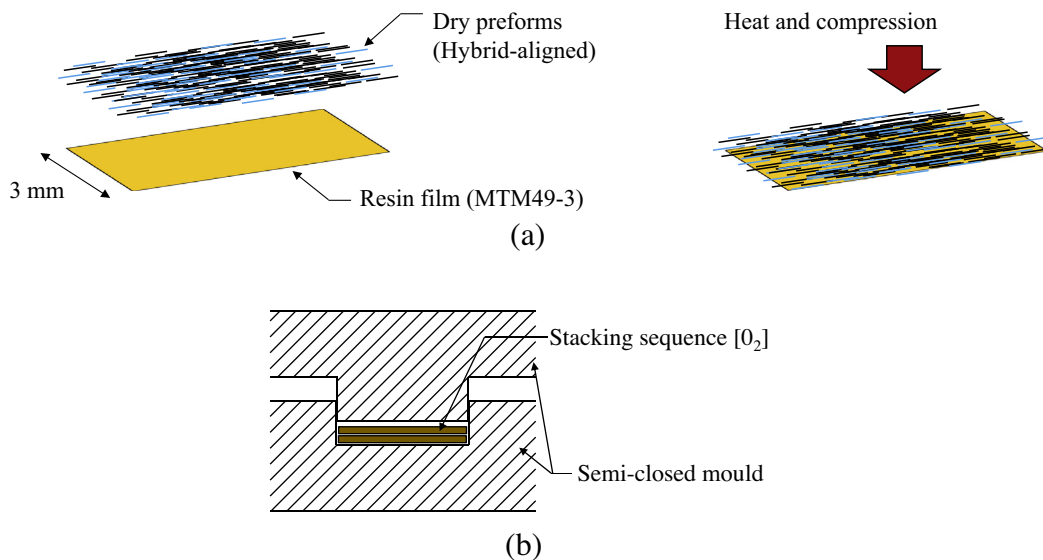 Dry preforms
(Hybrid-aligned)
Heat and compression
3 mm
Resin film (MTM49-3)
(a)
Stacking sequence [0₂]
Semi-closed mould
(b)